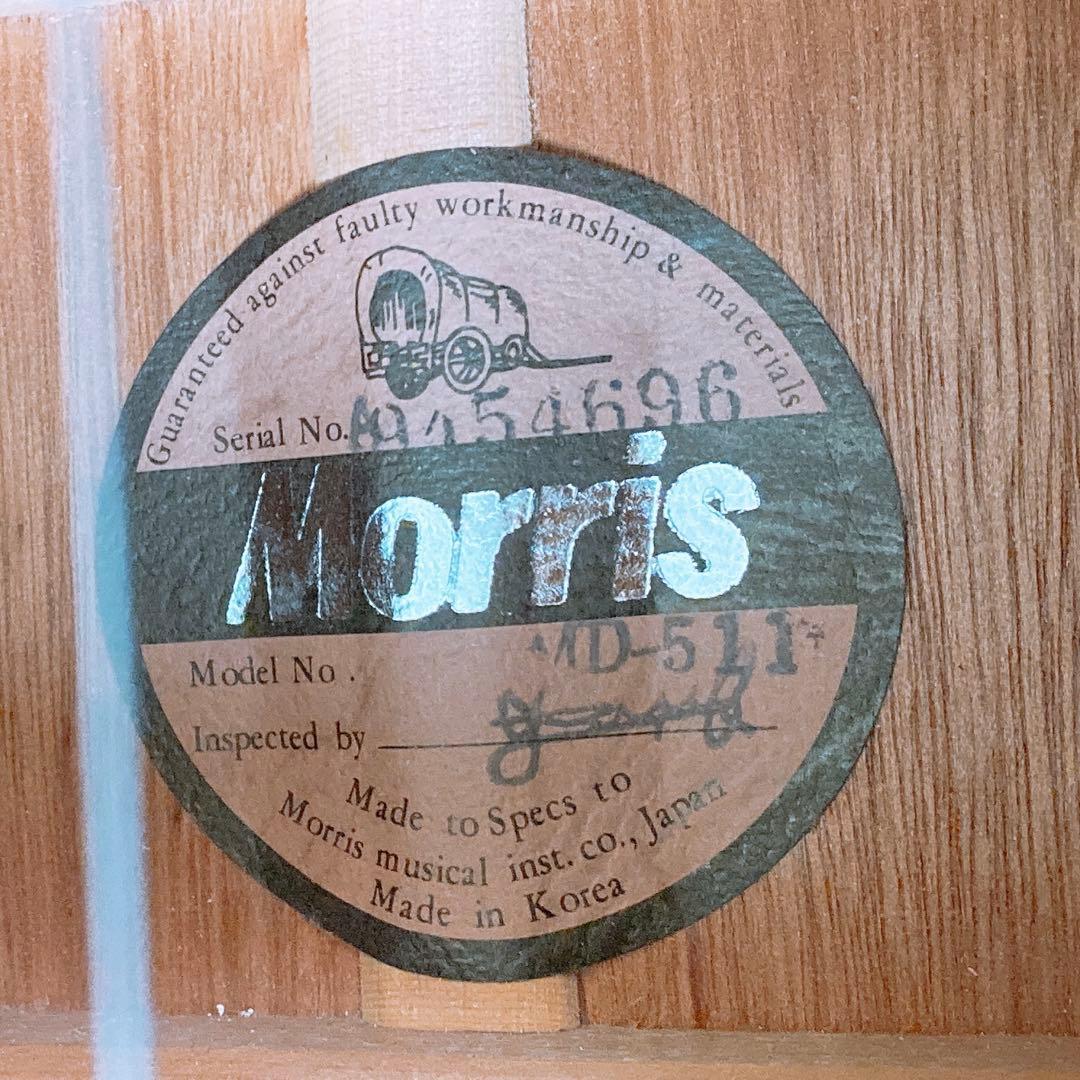 Guaranteed against faulty workmanship & materials
Serial No. 9454696
Morris
Model No. MD-511
Inspected by
Made to Specs to
Morris musical inst. co., Japan
Made in Korea